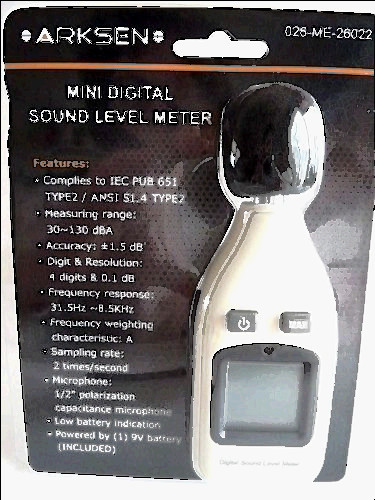 ARKSEN
026-ME-26022
MINI DIGITAL
SOUND LEVEL METER
Features:
• Complies to IEC PUB 651
TYPE2 / ANSI S1.4 TYPE2
• Measuring range:
30~130 dBA
• Accuracy: ±1.5 dB
• Digit & Resolution:
4 digits & 0.1 dB
• Frequency response:
31.5Hz ~8.5KHz
• Frequency weighting
characteristic: A
• Sampling rate:
2 times/second
• Microphone:
1/2" polarization
capacitance microphone
• Low battery indication
• Powered by (1) 9V battery
(INCLUDED)
MAX
Digital Sound Level Meter